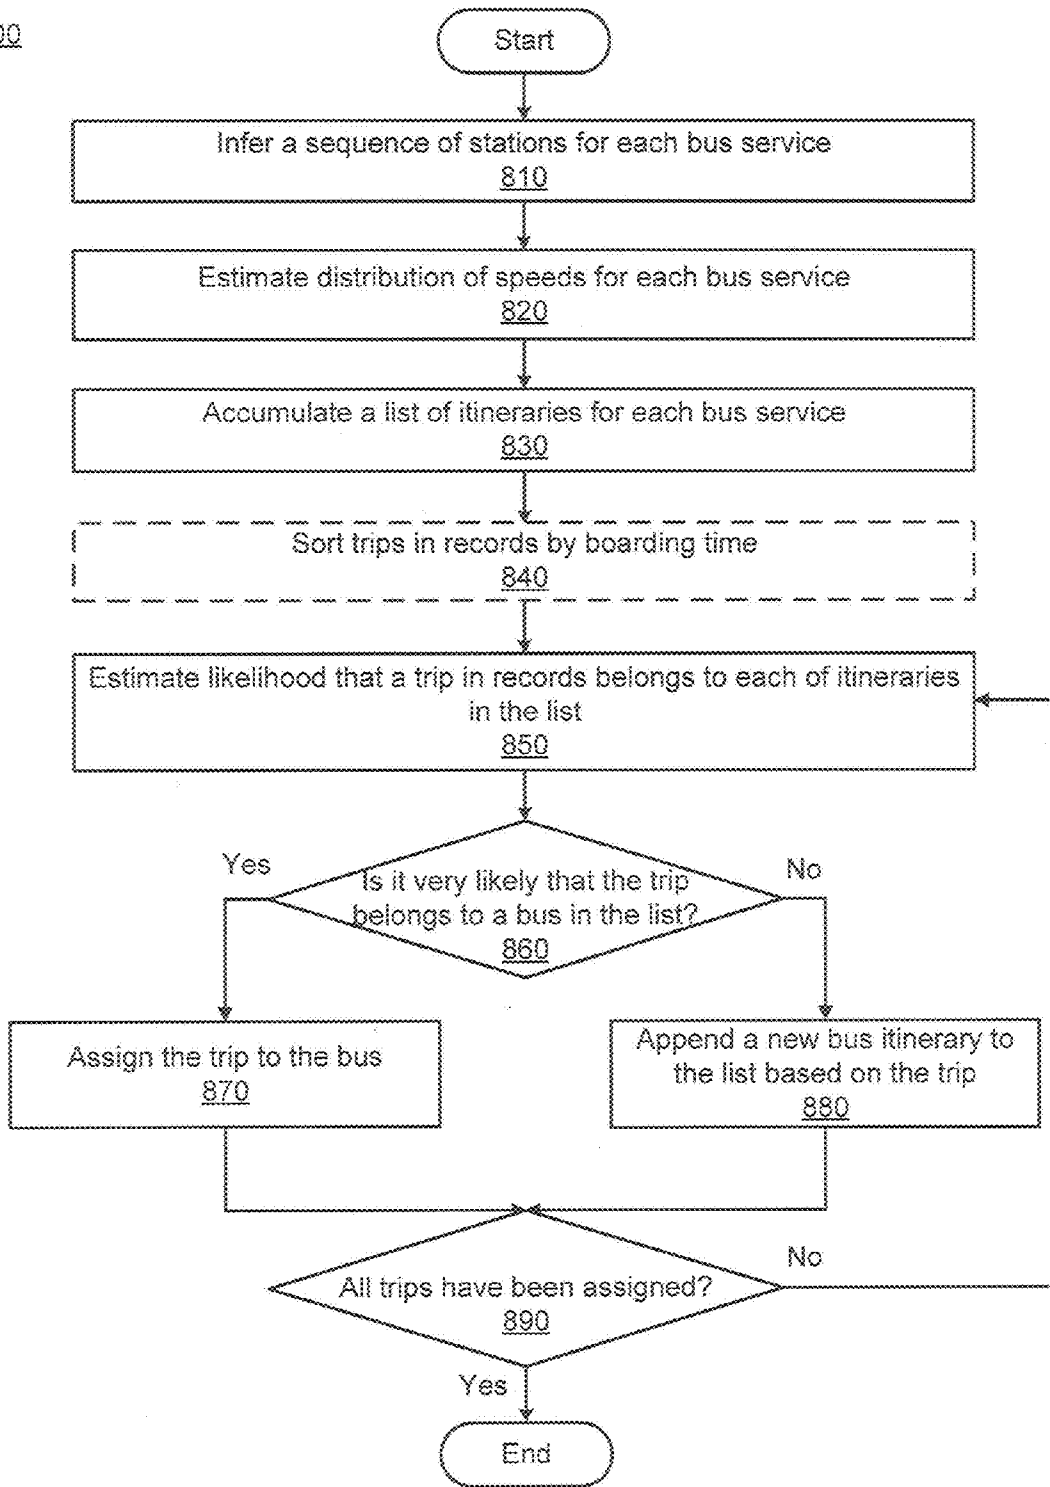 00
Start
Infer a sequence of stations for each bus service
810
Estimate distribution of speeds for each bus service
820
Accumulate a list of itineraries for each bus service
830
Sort trips in records by boarding time
840
Estimate likelihood that a trip in records belongs to each of itineraries
in the list
850
Yes
No
Is it very likely that the trip
belongs to a bus in the list?
860
Assign the trip to the bus
870
Append a new bus itinerary to
the list based on the trip
880
No
All trips have been assigned?
890
Yes
End